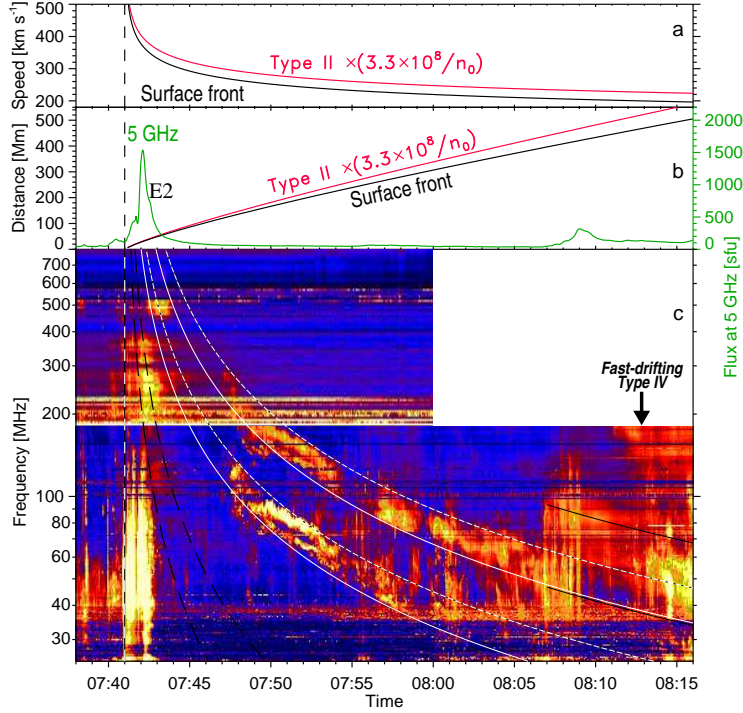 a
Speed [km s⁻¹]
500
400
300
200
Type II ×(3.3×10⁸/n₀)
Surface front
b
Distance [Mm]
500
400
300
200
100
0
5 GHz
E2
Type II ×(3.3×10⁸/n₀)
Surface front
2000
1500
1000
500
0
Flux at 5 GHz [sfu]
c
Frequency [MHz]
700
600
500
400
300
200
100
80
60
40
30
Fast-drifting
Type IV
07:40 07:45 07:50 07:55 08:00 08:05 08:10 08:15
Time